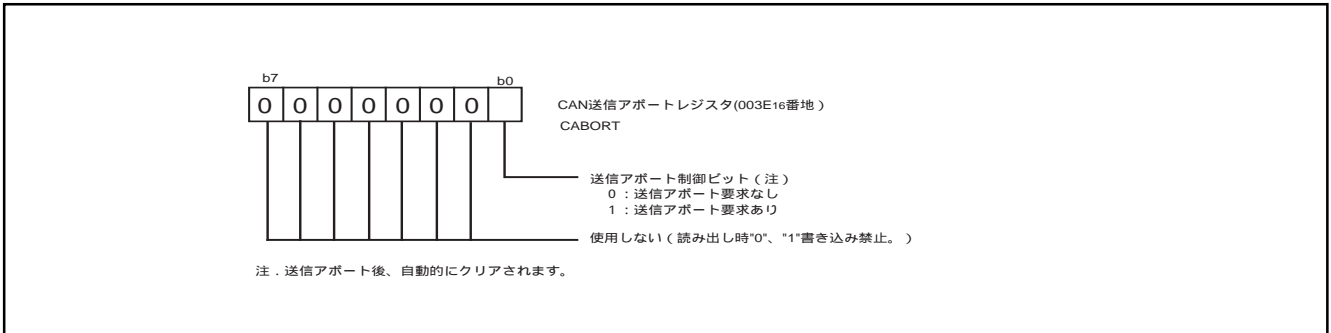 b7 b0
0 0 0 0 0 0 0
CAN送信アボートレジスタ(003E16番地)
CABORT
送信アボート制御ビット(注)
0:送信アボート要求なし
1:送信アボート要求あり
使用しない(読み出し時"0"、"1"書き込み禁止。)
注.送信アボート後、自動的にクリアされます。